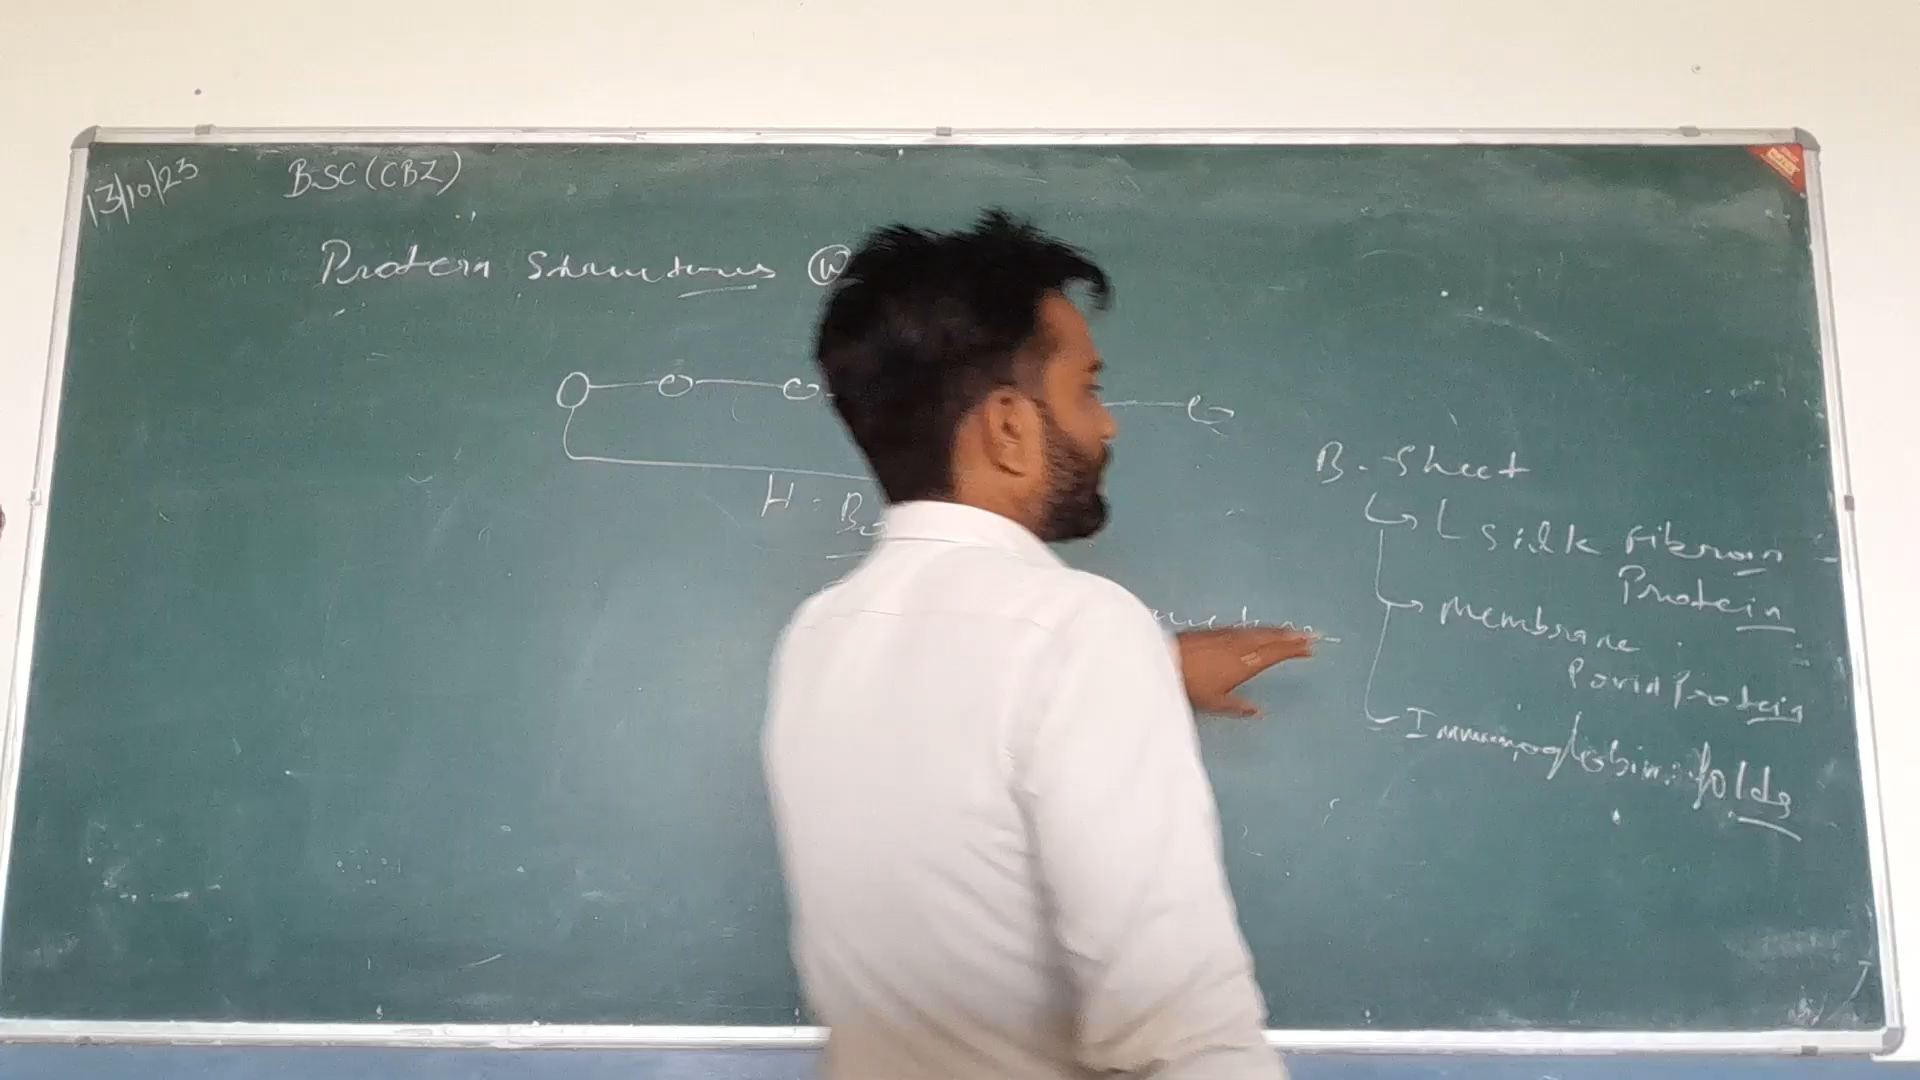 13/10/23
BSC (CBZ)
Protein Structures
H-
B-Sheet
Silk Fibroin
Protein
Membrane
Porin Protein
Immunoglobin folds